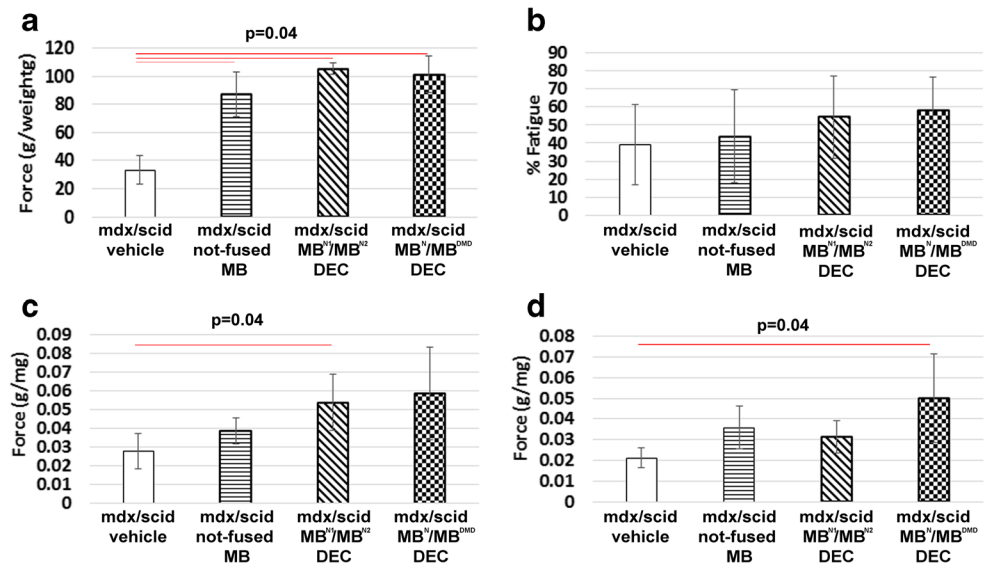 a
p=0.04
Force (g/weightg)
120
100
80
60
40
20
0
mdx/scid vehicle
mdx/scid not-fused MB
mdx/scid MBN1/MBN2 DEC
mdx/scid MBN/MBDMD DEC
b
% Fatigue
90
80
70
60
50
40
30
20
10
0
mdx/scid vehicle
mdx/scid not-fused MB
mdx/scid MBN1/MBN2 DEC
mdx/scid MBN/MBDMD DEC
c
p=0.04
Force (g/mg)
0.09
0.08
0.07
0.06
0.05
0.04
0.03
0.02
0.01
0
mdx/scid vehicle
mdx/scid not-fused MB
mdx/scid MBN1/MBN2 DEC
mdx/scid MBN/MBDMD DEC
d
p=0.04
Force (g/mg)
0.08
0.07
0.06
0.05
0.04
0.03
0.02
0.01
0
mdx/scid vehicle
mdx/scid not-fused MB
mdx/scid MBN1/MBN2 DEC
mdx/scid MBN/MBDMD DEC